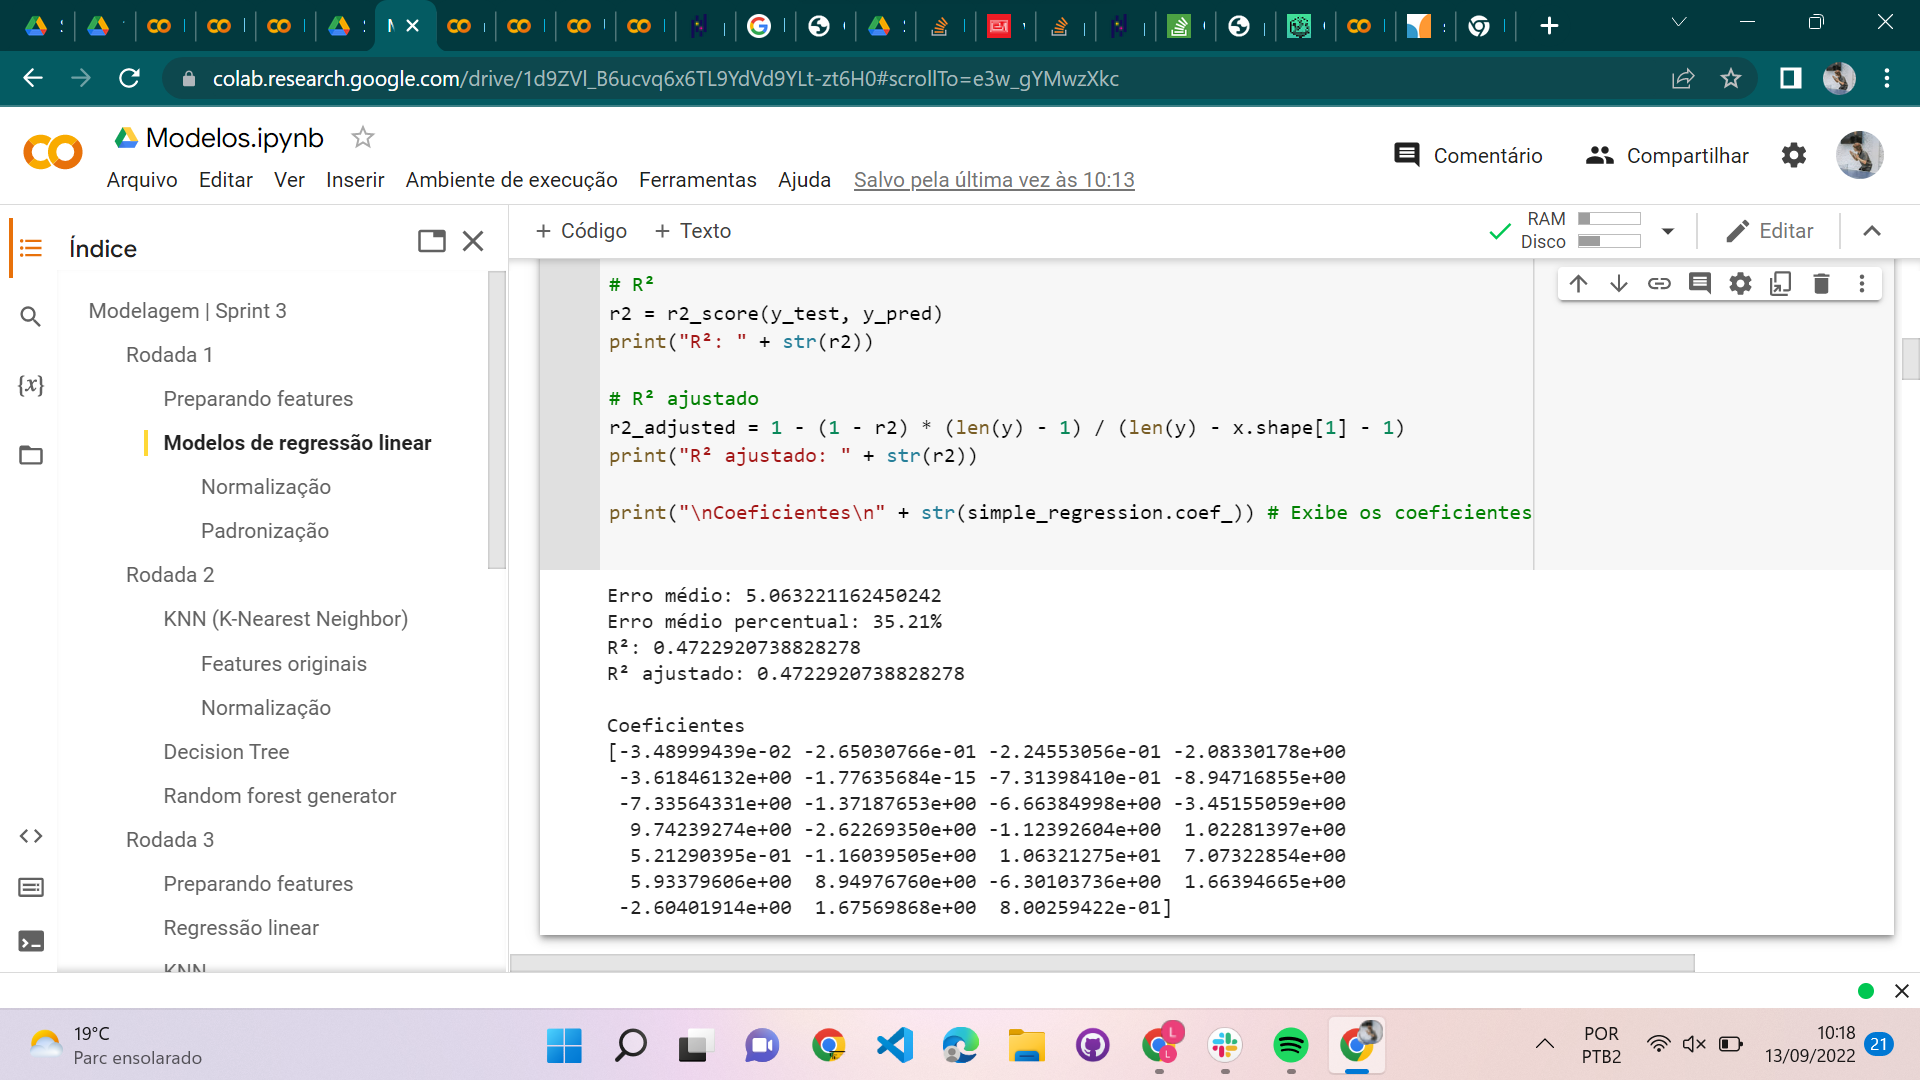 colab.research.google.com/drive/1d9ZVl_B6ucvq6x6TL9YdVd9YLt-zt6H0#scrollTo=e3w_gYMwzXkc
Modelos.ipynb
Arquivo Editar Ver Inserir Ambiente de execução Ferramentas Ajuda Salvo pela última vez às 10:13
Comentário
Compartilhar
Índice
Modelagem | Sprint 3
Rodada 1
Preparando features
Modelos de regressão linear
Normalização
Padronização
Rodada 2
KNN (K-Nearest Neighbor)
Features originais
Normalização
Decision Tree
Random forest generator
Rodada 3
Preparando features
Regressão linear
KNN
+ Código + Texto
RAM
Disco
Editar
# R²
r2 = r2_score(y_test, y_pred)
print("R²: " + str(r2))
# R² ajustado
r2_adjusted = 1 - (1 - r2) * (len(y) - 1) / (len(y) - x.shape[1] - 1)
print("R² ajustado: " + str(r2))
print("\nCoeficientes\n" + str(simple_regression.coef_)) # Exibe os coeficientes
Erro médio: 5.063221162450242
Erro médio percentual: 35.21%
R²: 0.4722920738828278
R² ajustado: 0.4722920738828278
Coeficientes
[-3.48999439e-02 -2.65030766e-01 -2.24553056e-01 -2.08330178e+00
-3.61846132e+00 -1.77635684e-15 -7.31398410e-01 -8.94716855e+00
-7.33564331e+00 -1.37187653e+00 -6.66384998e+00 -3.45155059e+00
9.74239274e+00 -2.62269350e+00 -1.12392604e+00 1.02281397e+00
5.21290395e-01 -1.16039505e+00 1.06321275e+01 7.07322854e+00
5.93379606e+00 8.94976760e+00 -6.30103736e+00 1.66394665e+00
-2.60401914e+00 1.67569868e+00 8.00259422e-01]
19°C
Parc ensolarado
POR
PTB2
10:18
13/09/2022
21